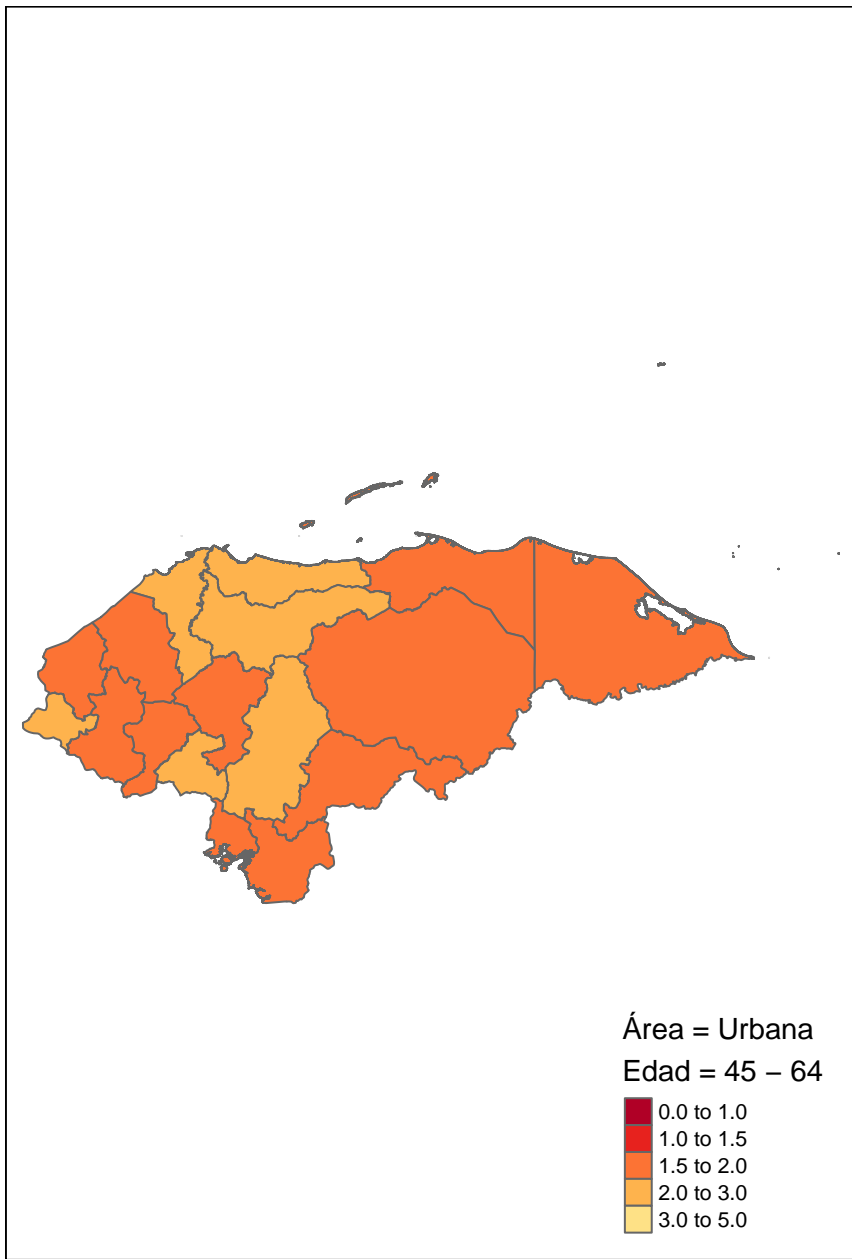 Área = Urbana
Edad = 45 – 64
0.0 to 1.0
1.0 to 1.5
1.5 to 2.0
2.0 to 3.0
3.0 to 5.0